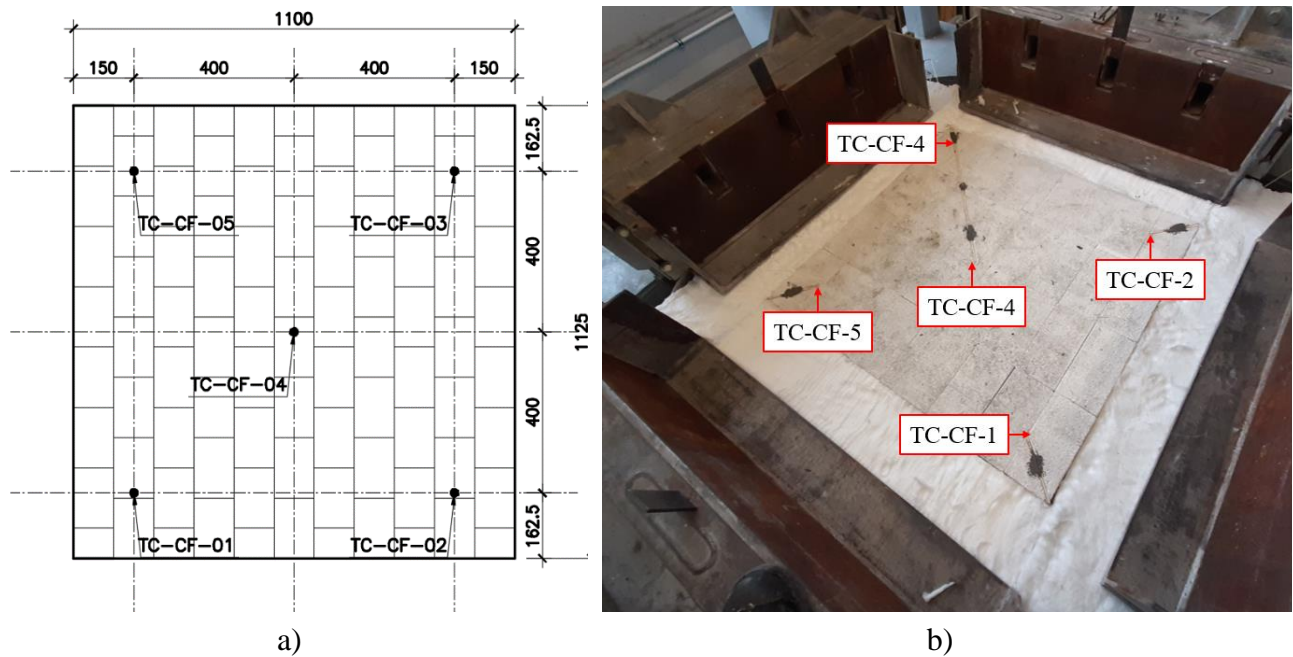 1100
150 400 400 150
162.5
TC-CF-05 TC-CF-03
400
1125
TC-CF-04
400
TC-CF-01 TC-CF-02
162.5
a)
TC-CF-4
TC-CF-2
TC-CF-4
TC-CF-5
TC-CF-1
b)